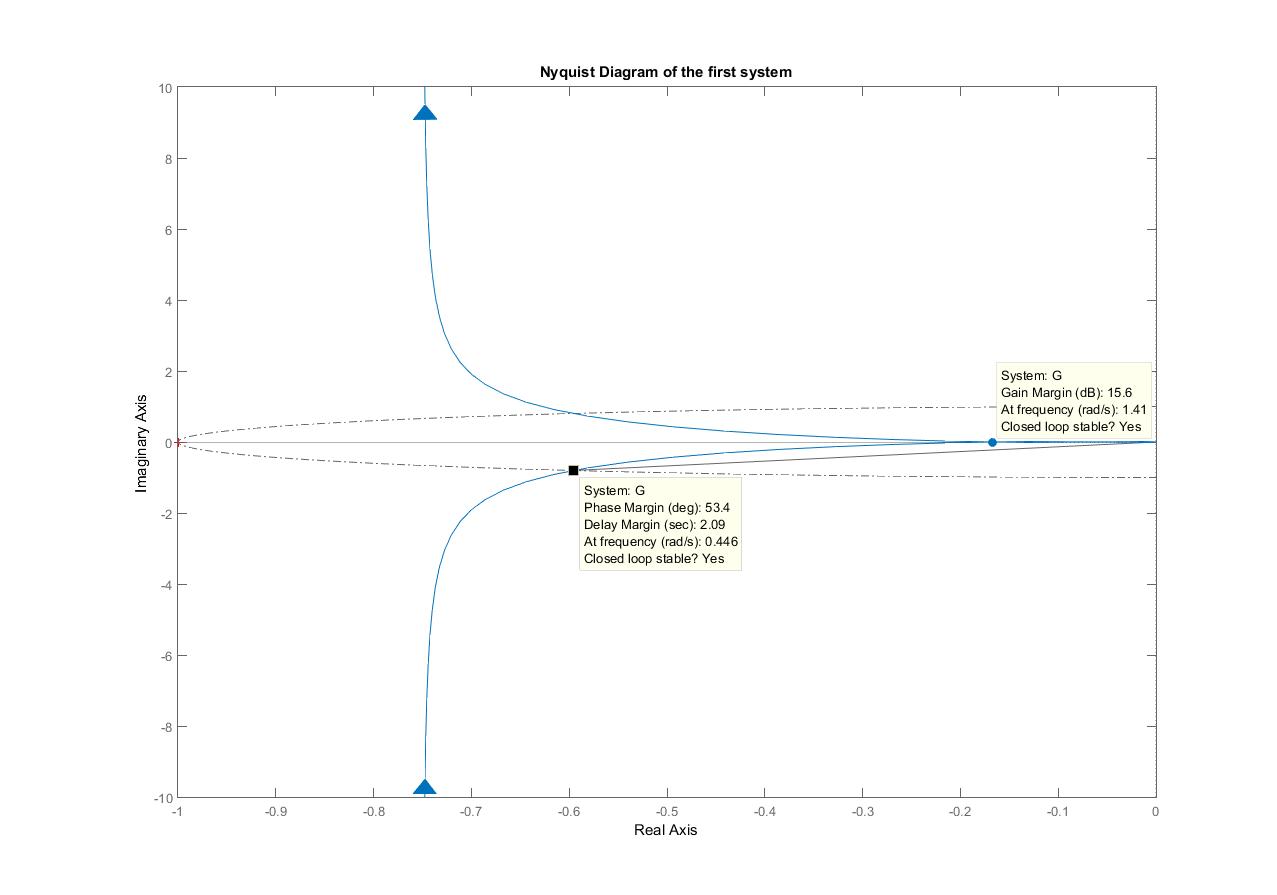 Nyquist Diagram of the first system
10
8
6
4
2
0
-2
-4
-6
-8
-10
Imaginary Axis
System: G
Gain Margin (dB): 15.6
At frequency (rad/s): 1.41
Closed loop stable? Yes
System: G
Phase Margin (deg): 53.4
Delay Margin (sec): 2.09
At frequency (rad/s): 0.446
Closed loop stable? Yes
-1 -0.9 -0.8 -0.7 -0.6 -0.5 -0.4 -0.3 -0.2 -0.1 0
Real Axis